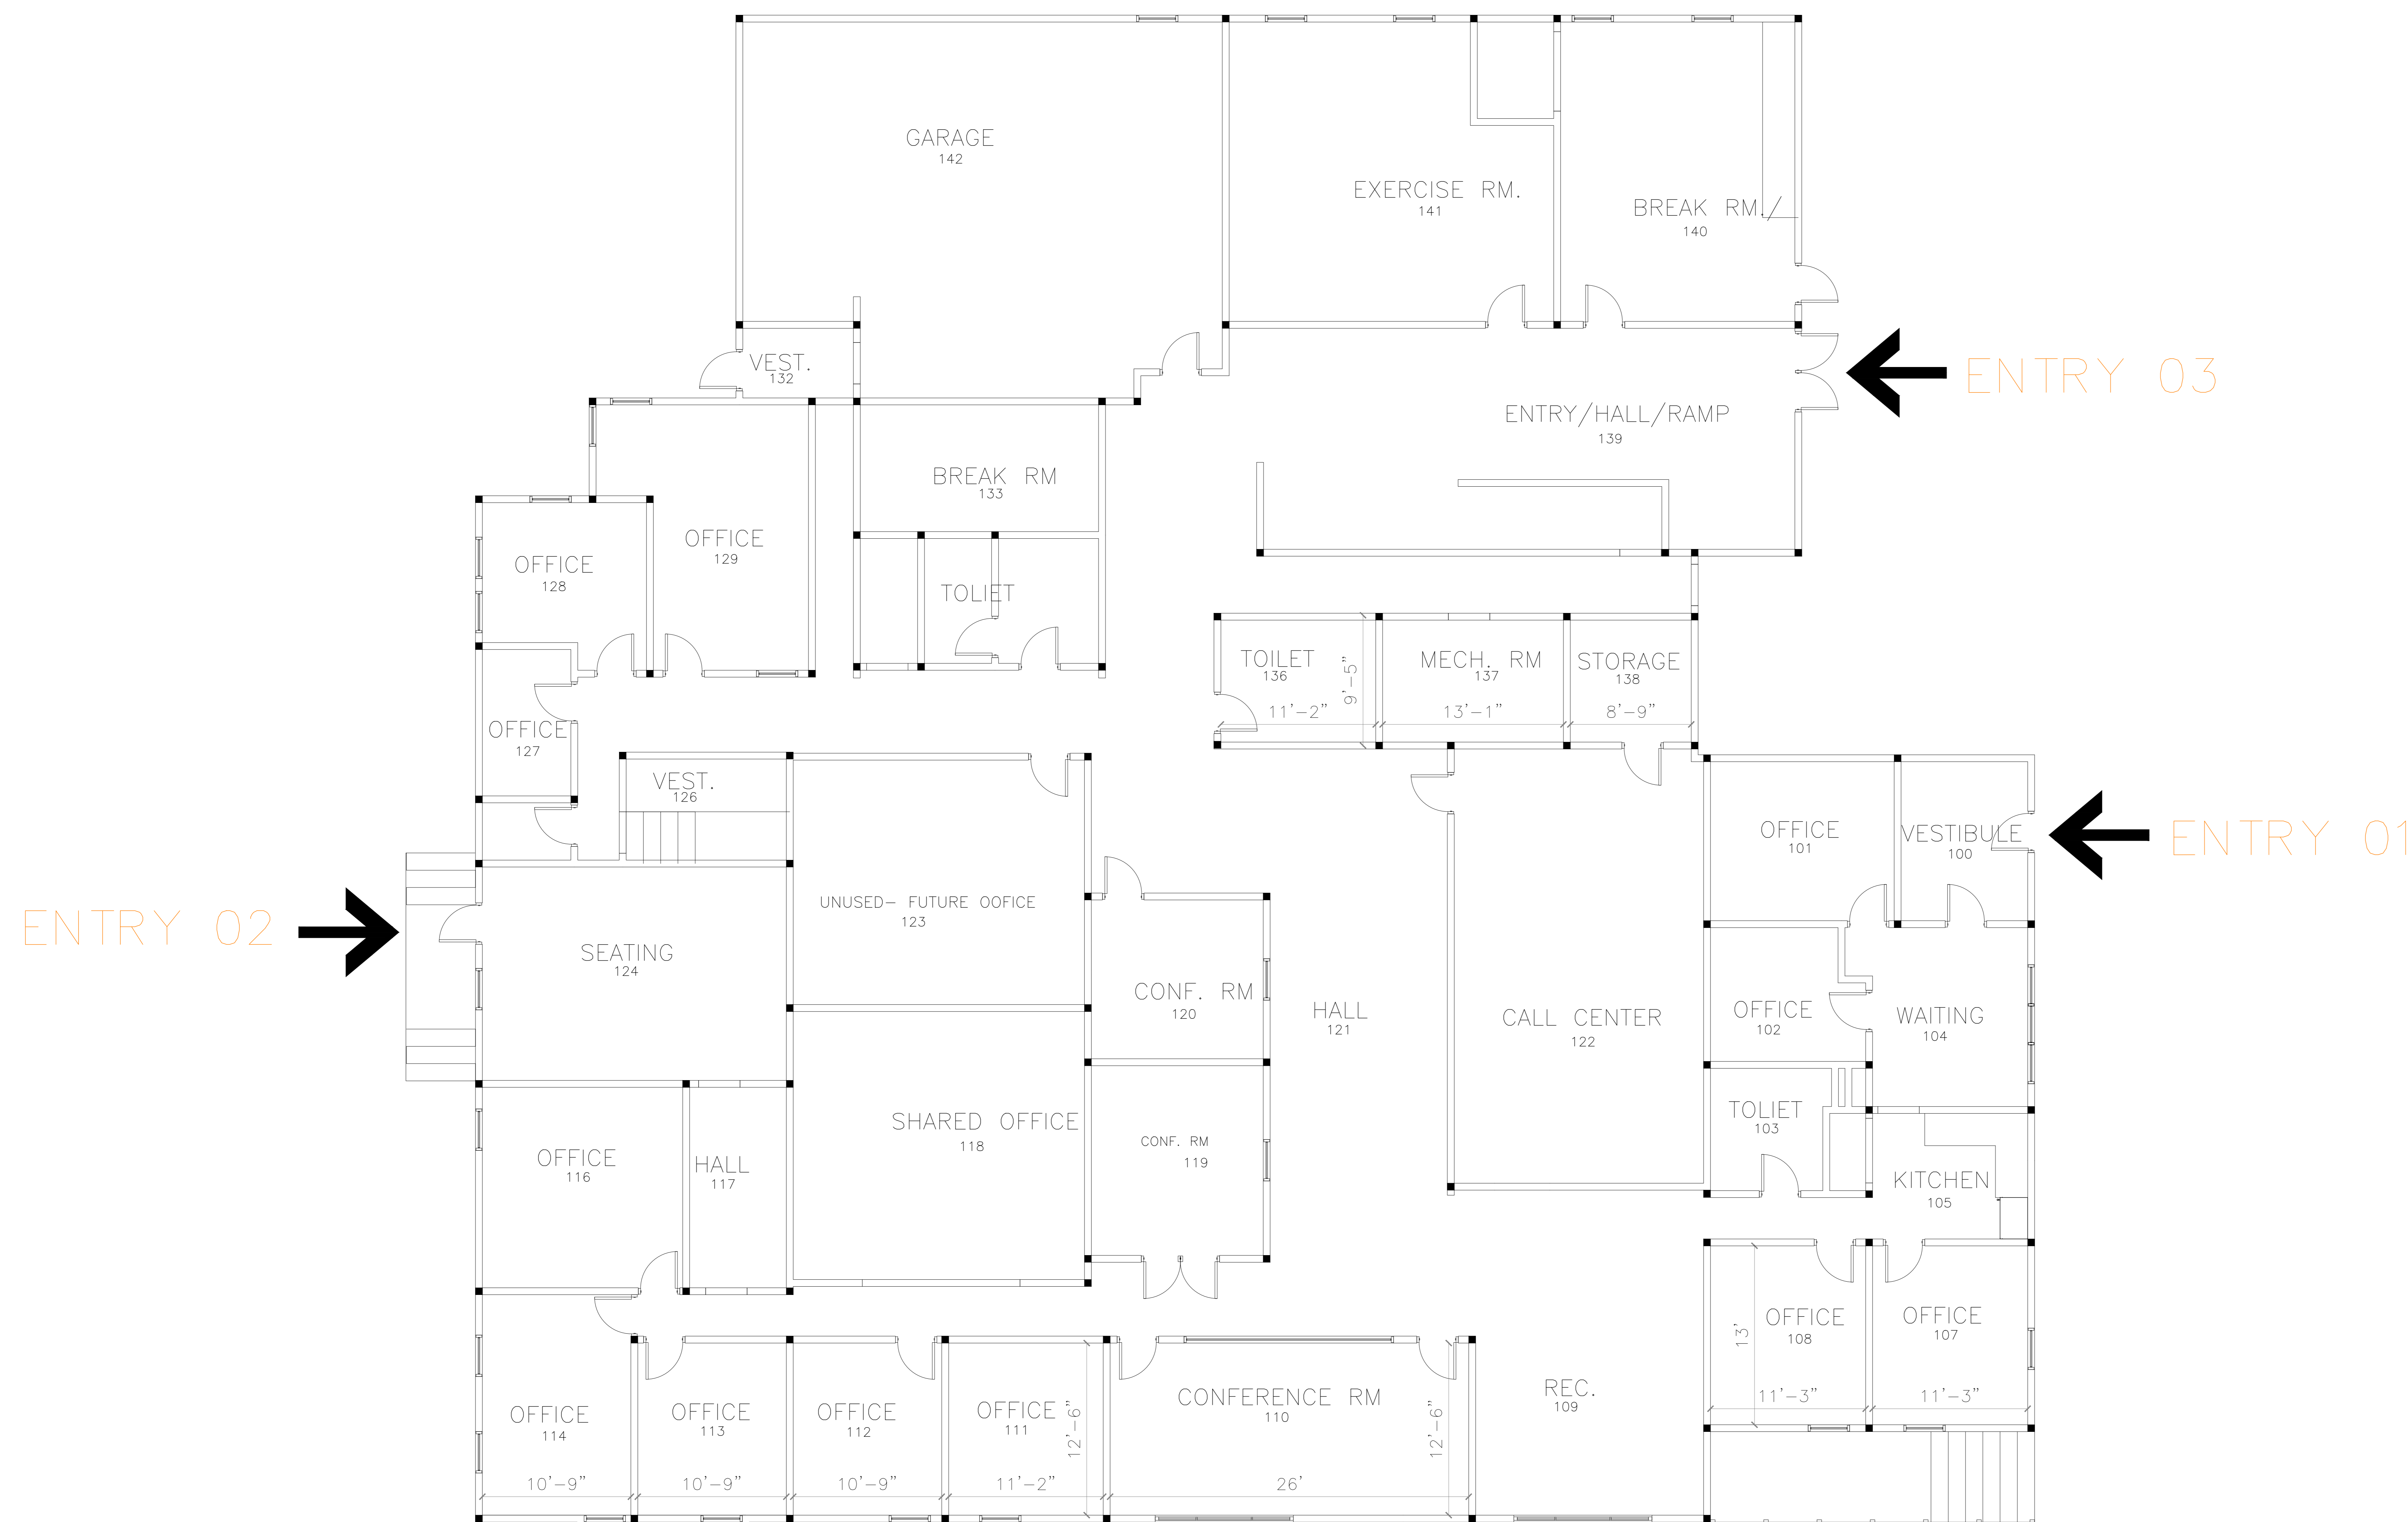 GARAGE
142
EXERCISE RM.
141
BREAK RM./
140
VEST.
132
ENTRY 03
ENTRY/HALL/RAMP
139
BREAK RM
133
OFFICE
129
OFFICE
128
TOLIET
TOILET
136
11'-2"
9'-5"
MECH. RM
137
13'-1"
STORAGE
138
8'-9"
OFFICE
127
VEST.
126
OFFICE
101
VESTIBULE
100
ENTRY 01
UNUSED- FUTURE OOFICE
123
ENTRY 02
SEATING
124
CONF. RM
120
HALL
121
CALL CENTER
122
OFFICE
102
WAITING
104
SHARED OFFICE
118
CONF. RM
119
TOLIET
103
OFFICE
116
HALL
117
KITCHEN
105
OFFICE
108
13'
11'-3"
OFFICE
107
11'-3"
OFFICE
114
10'-9"
OFFICE
113
10'-9"
OFFICE
112
10'-9"
OFFICE
111
11'-2"
12'-6"
CONFERENCE RM
110
26'
12'-6"
REC.
109